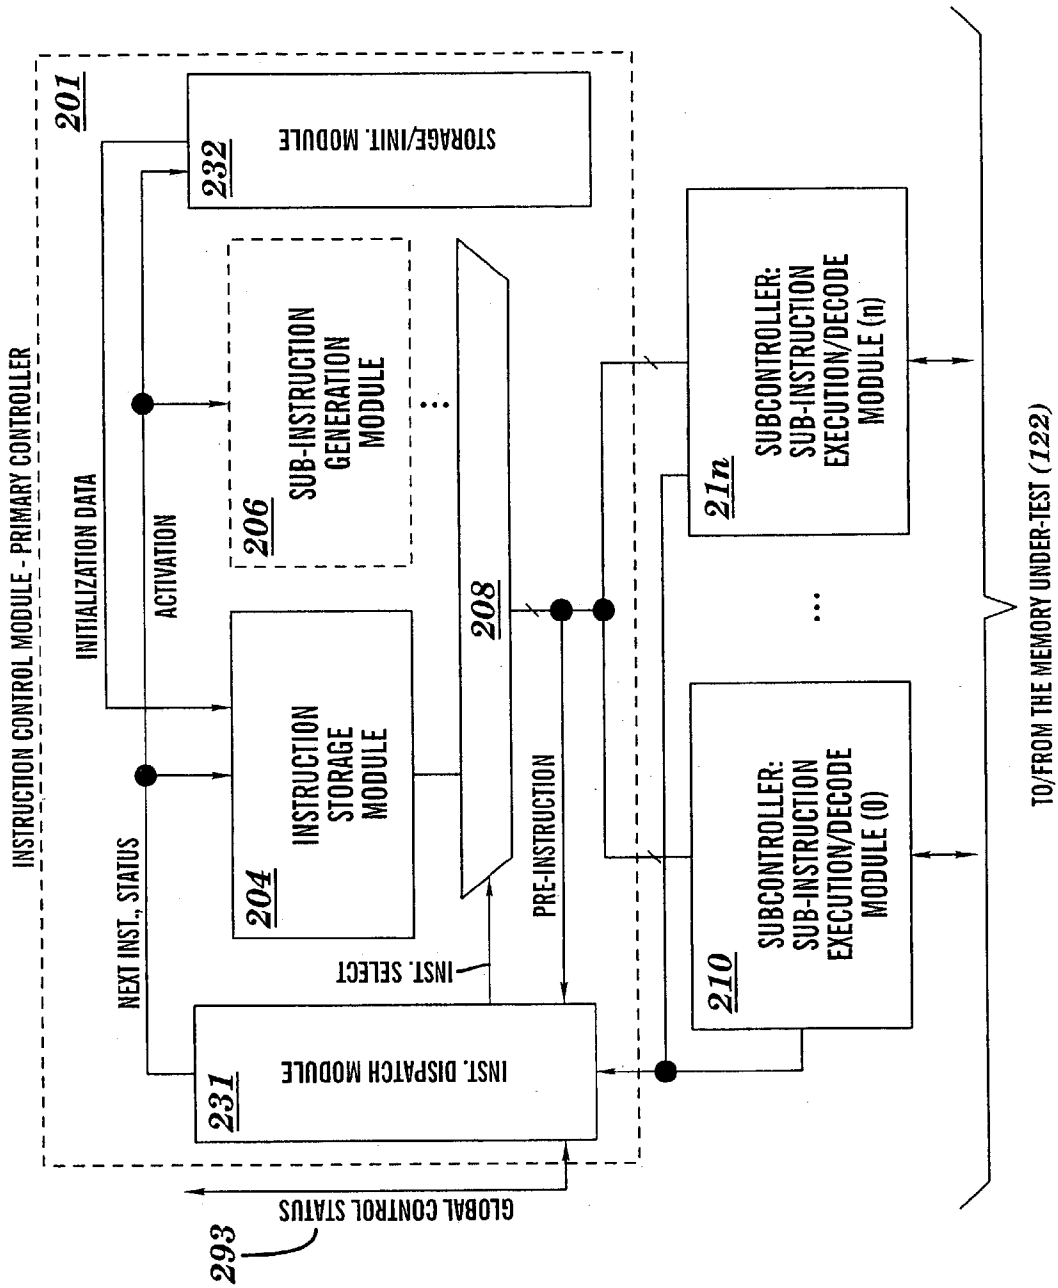 INSTRUCTION CONTROL MODULE - PRIMARY CONTROLLER
201
NEXT INST., STATUS
INITIALIZATION DATA
ACTIVATION
231
INST. DISPATCH MODULE
204
INSTRUCTION
STORAGE
MODULE
206
SUB-INSTRUCTION
GENERATION
MODULE
...
232
STORAGE/INIT. MODULE
293
GLOBAL CONTROL STATUS
INST. SELECT
208
PRE-INSTRUCTION
210
SUBCONTROLLER:
SUB-INSTRUCTION
EXECUTION/DECODE
MODULE (0)
...
21n
SUBCONTROLLER:
SUB-INSTRUCTION
EXECUTION/DECODE
MODULE (n)
TO/FROM THE MEMORY UNDER-TEST (122)